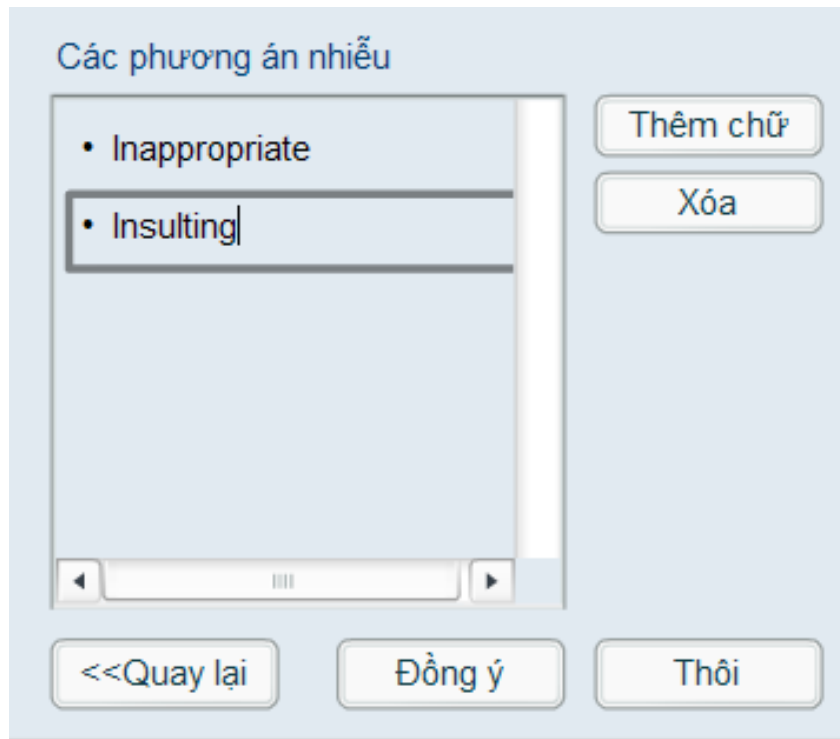 Các phương án nhiễu
• Inappropriate
• Insulting
Thêm chữ
Xóa
<<Quay lại
Đồng ý
Thôi